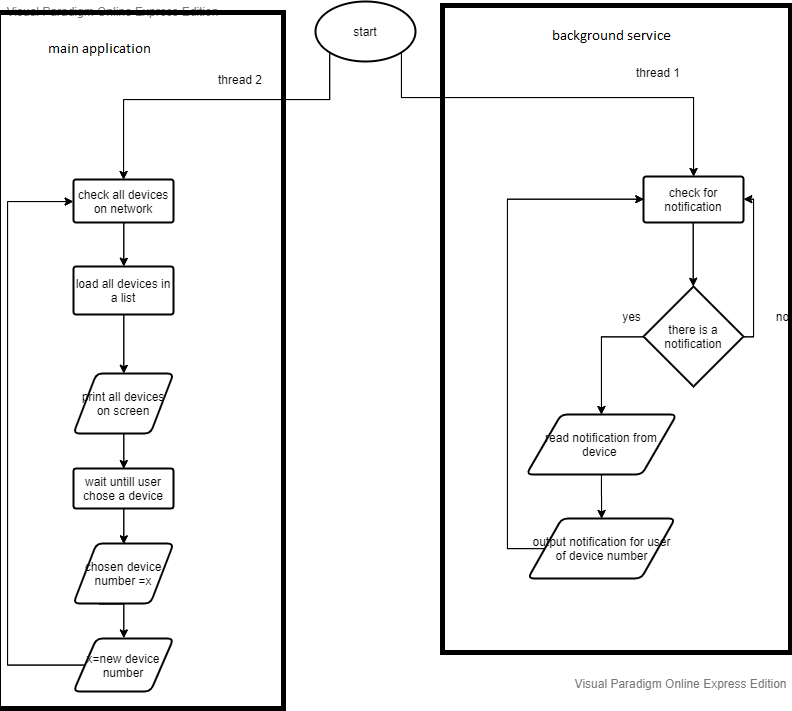 Visual Paradigm Online Express Edition
start
main application
background service
thread 2
thread 1
check all devices
on network
load all devices in
a list
print all devices
on screen
wait untill user
chose a device
chosen device
number =x
x=new device
number
check for
notification
yes
there is a
notification
no
read notification from
device
output notification for user
of device number
Visual Paradigm Online Express Edition